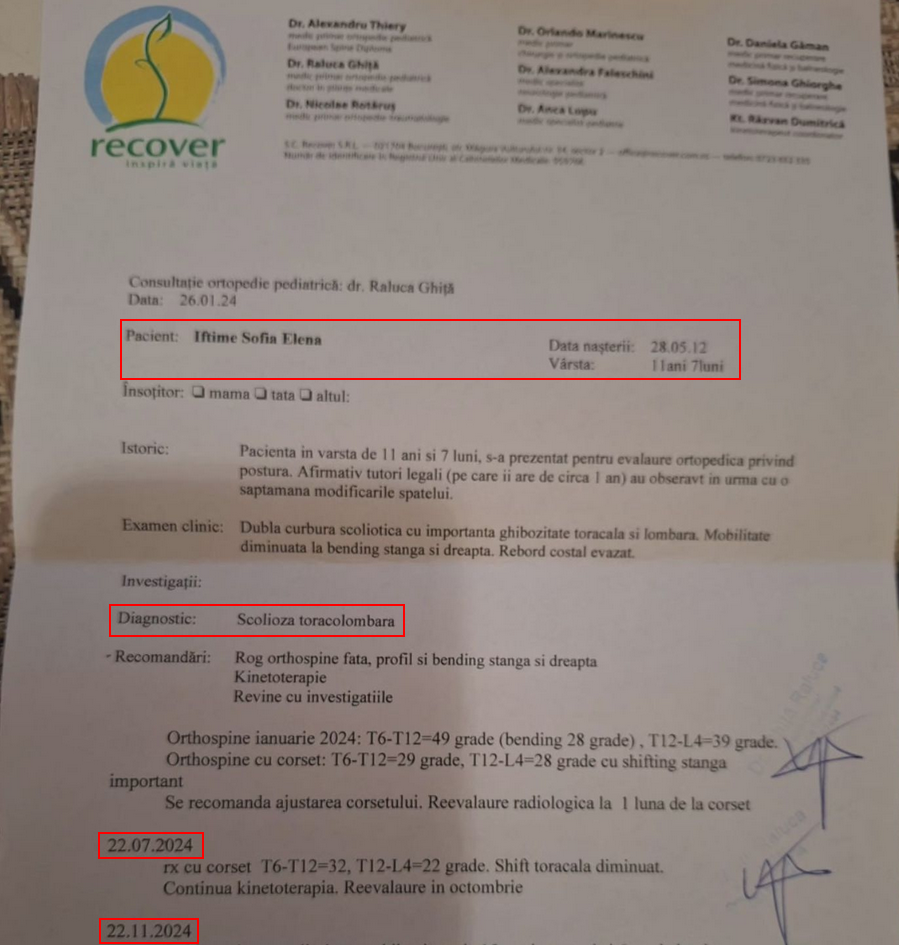 recover
inspiră viață
Dr. Alexandru Thiery
medic primar ortopedie pediatrică
European Spine Diploma
Dr. Raluca Ghiță
medic primar ortopedie pediatrică
doctor în științe medicale
Dr. Nicolae Rotăruș
medic primar ortopedie traumatologie
Dr. Orlando Marinescu
medic primar
chirurgie și ortopedie pediatrică
Dr. Alexandra Falaschini
medic specialist
neurologie pediatrică
Dr. Anca Lupu
medic specialist pediatrie
Dr. Daniela Găman
medic primar recuperare
medicină fizică și balneologie
Dr. Simona Ghiorghe
medic primar recuperare
medicină fizică și balneologie
Kt. Răzvan Dumitrică
kinetoterapeut coordonator
S.C. Recover S.R.L. — București, str. Măgura Vulturului nr. sector 2 — office@recover.com.ro — telefon:
Număr de identificare în Registrul Unic al Cabinetelor Medicale
Consultație ortopedie pediatrică: dr. Raluca Ghiță
Data: 26.01.24
Pacient: Iftime Sofia Elena
Data nașterii: 28.05.12
Vârsta: 11ani 7luni
Însoțitor: ❑ mama ❑ tata ❑ altul:
Istoric: Pacienta in varsta de 11 ani si 7 luni, s-a prezentat pentru evalaure ortopedica privind
postura. Afirmativ tutori legali (pe care ii are de circa 1 an) au obseravt in urma cu o
saptamana modificarile spatelui.
Examen clinic: Dubla curbura scoliotica cu importanta ghibozitate toracala si lombara. Mobilitate
diminuata la bending stanga si dreapta. Rebord costal evazat.
Investigații:
Diagnostic: Scolioza toracolombara
- Recomandări: Rog orthospine fata, profil si bending stanga si dreapta
Kinetoterapie
Revine cu investigatiile
Orthospine ianuarie 2024: T6-T12=49 grade (bending 28 grade) , T12-L4=39 grade.
Orthospine cu corset: T6-T12=29 grade, T12-L4=28 grade cu shifting stanga
important
Se recomanda ajustarea corsetului. Reevalaure radiologica la 1 luna de la corset
22.07.2024
rx cu corset T6-T12=32, T12-L4=22 grade. Shift toracala diminuat.
Continua kinetoterapia. Reevalaure in octombrie
22.11.2024